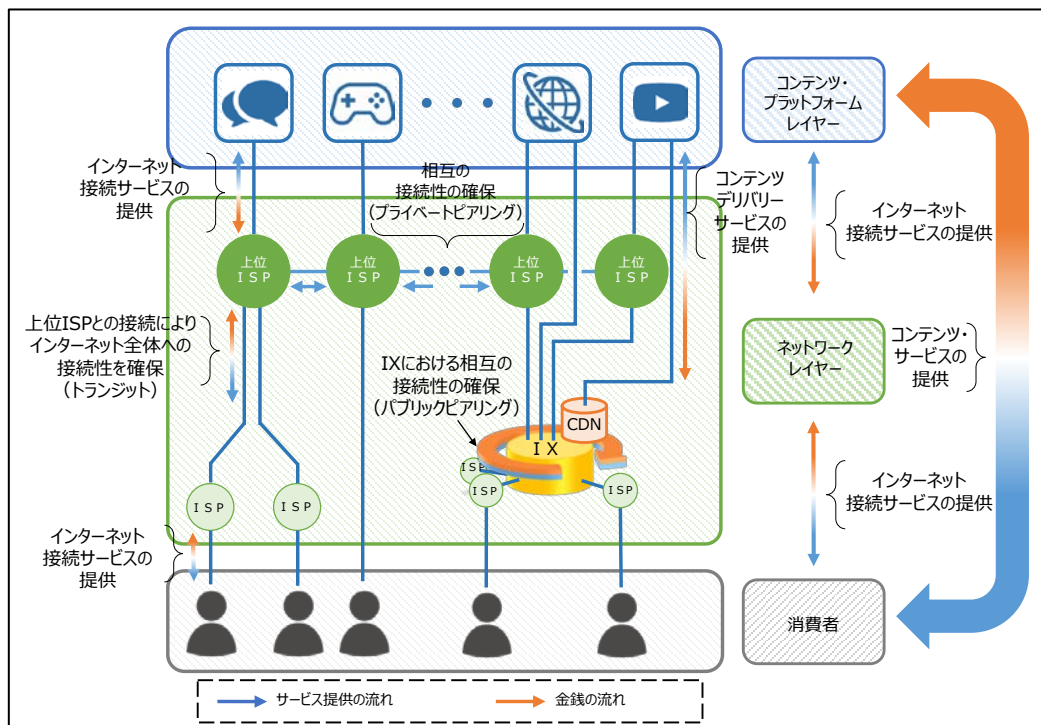 コンテンツ・
プラットフォーム
レイヤー
インターネット
接続サービスの
提供
相互の
接続性の確保
（プライベートピアリング）
コンテンツ
デリバリー
サービスの
提供
インターネット
接続サービスの提供
上位
ＩＳＰ
上位
ＩＳＰ
上位
ＩＳＰ
上位
ＩＳＰ
上位ISPとの接続により
インターネット全体への
接続性を確保
（トランジット）
IXにおける相互の
接続性の確保
（パブリックピアリング）
ネットワーク
レイヤー
コンテンツ・
サービスの
提供
CDN
ＩＸ
ＩＳＰ
ＩＳＰ
ＩＳＰ
ＩＳＰ
ＩＳＰ
インターネット
接続サービスの提供
インターネット
接続サービスの
提供
消費者
サービス提供の流れ
金銭の流れ